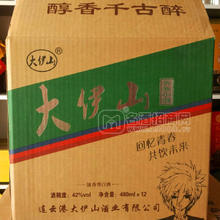 醇香千古醉
大伊山
大伊山
回忆青春
共饮未来
酒精度：42%vol 净含量：480ml x 12
连云港大伊山酒业有限公司